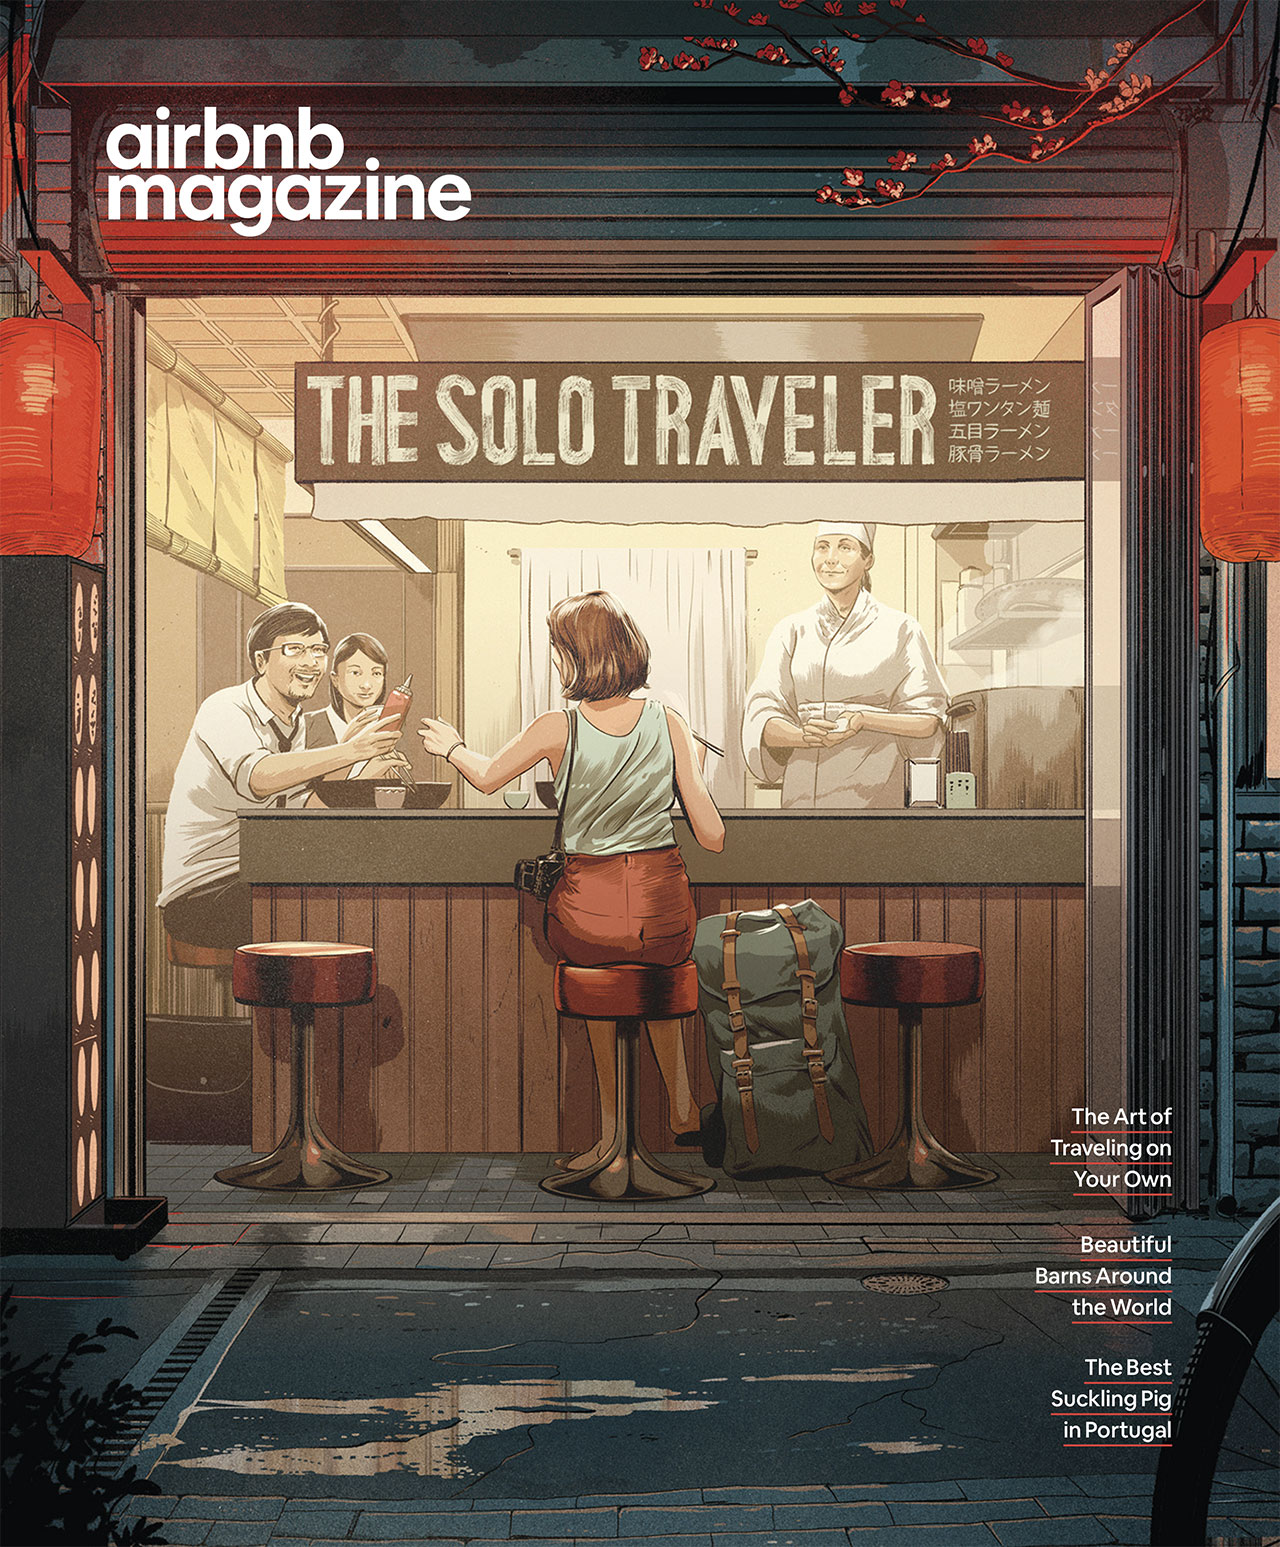 airbnb
magazine
THE SOLO TRAVELER
味噌ラーメン
塩ワンタン麺
五目ラーメン
豚骨ラーメン
The Art of
Traveling on
Your Own
Beautiful
Barns Around
the World
The Best
Suckling Pig
in Portugal